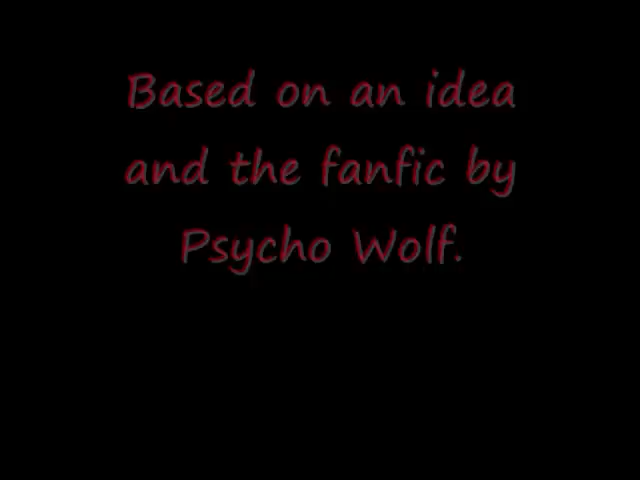 Based on an idea
and the fanfic by
Psycho Wolf.